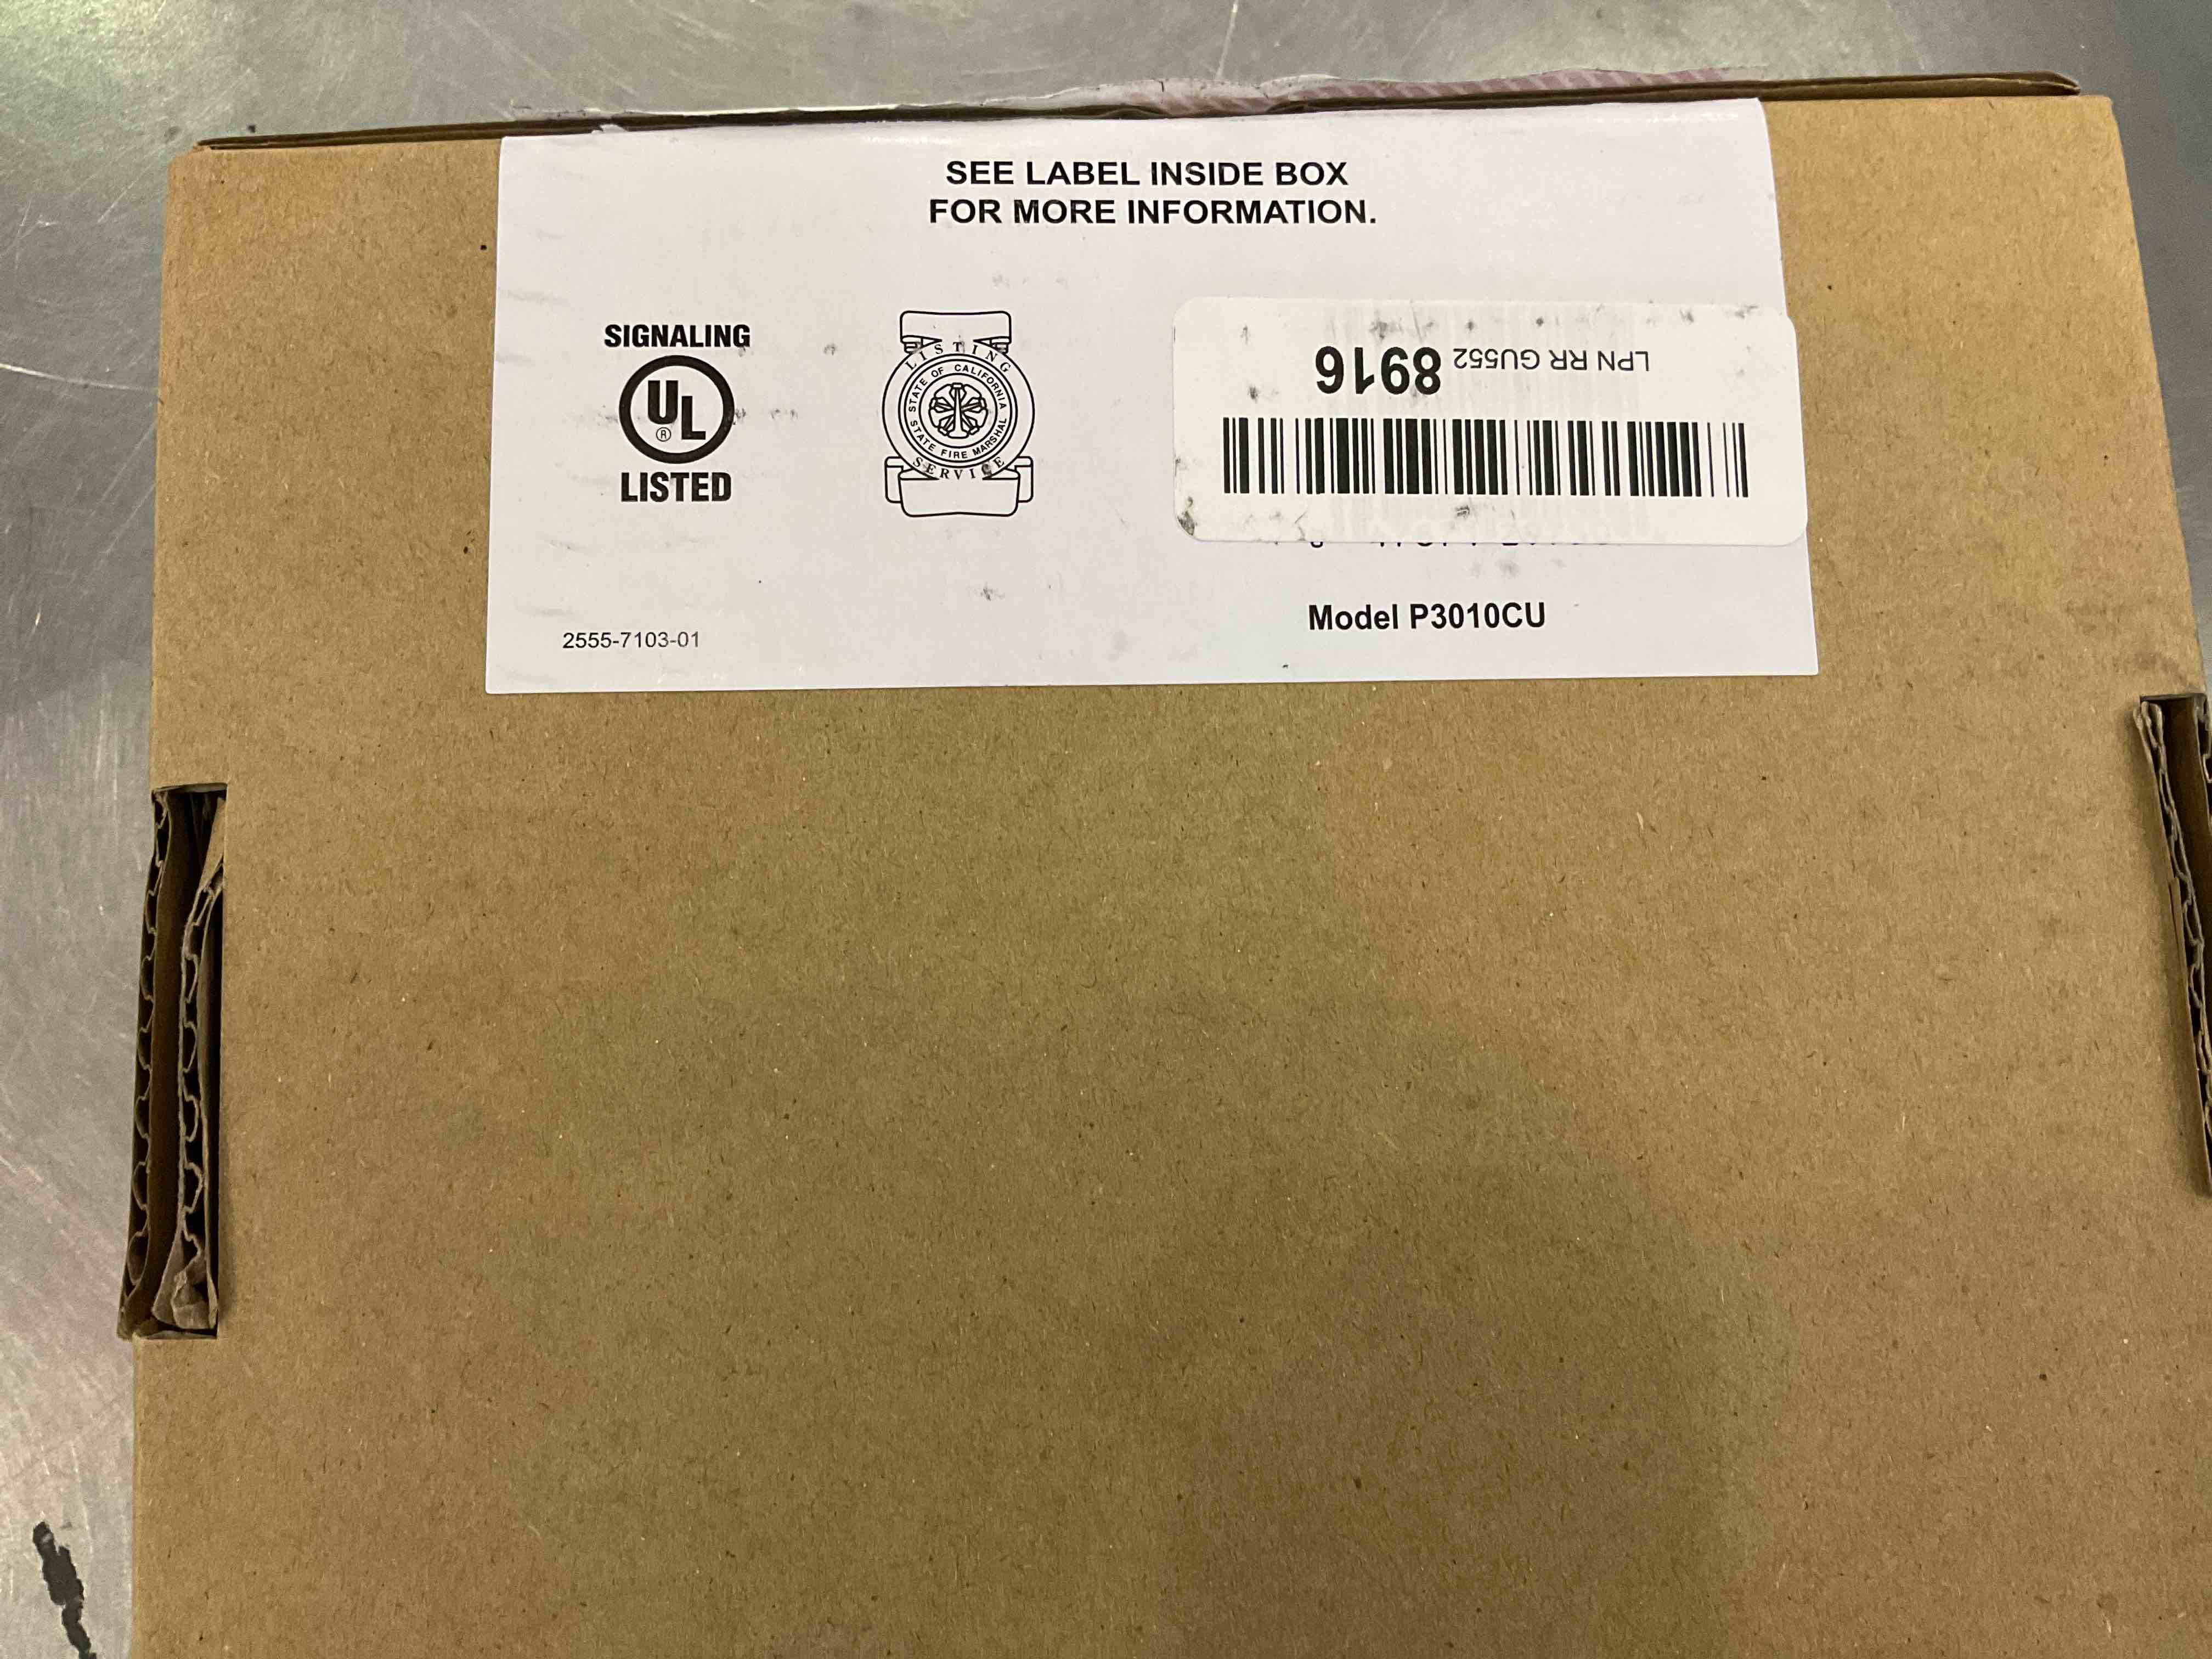 SEE LABEL INSIDE BOX
FOR MORE INFORMATION.
SIGNALING
UL
®
LISTED
LISTING
STATE OF CALIFORNIA
STATE FIRE MARSHAL
SERVICE
LPN RR GU552 8916
Model P3010CU
2555-7103-01